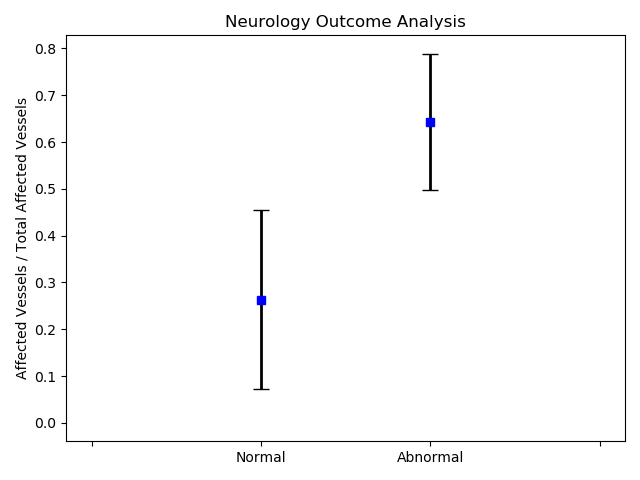 Neurology Outcome Analysis
Affected Vessels / Total Affected Vessels
0.8
0.7
0.6
0.5
0.4
0.3
0.2
0.1
0.0
Normal
Abnormal